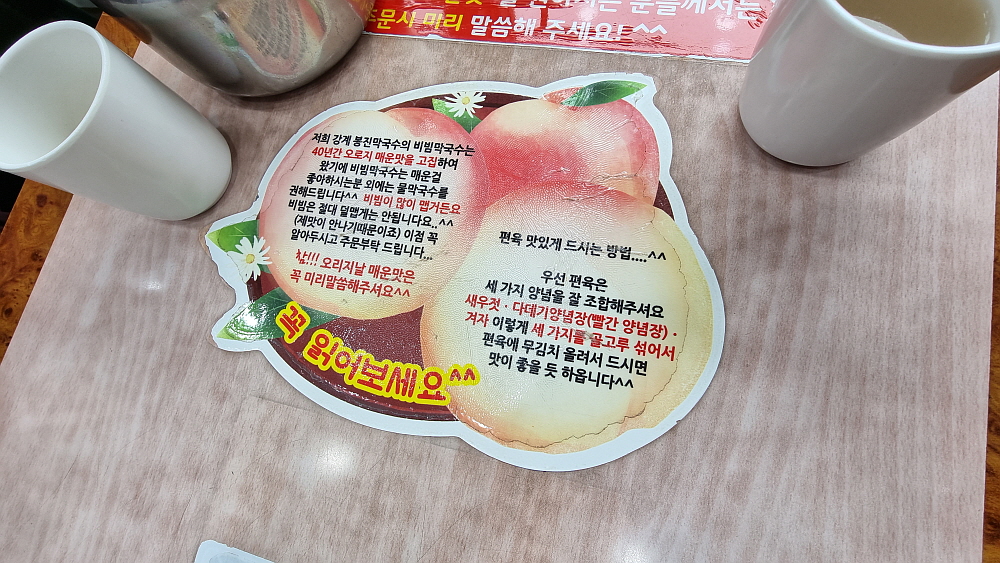 문들께서는
주문시 미리 말씀해 주세요! ^^
저희 강계 봉진막국수의 비빔막국수는
40년간 오로지 매운맛을 고집하여
왔기에 비빔막국수는 매운걸
좋아하시는분 외에는 물막국수를
권해드립니다^^ 비빔이 많이 맵거든요
비빔은 절대 덜맵게는 안됩니다요..^^
(제맛이 안나기때문이죠) 이점 꼭
알아두시고 주문부탁 드립니다...
참!!! 오리지날 매운맛은
꼭 미리말씀해주셔요^^
꼭 읽어보세요^^
편육 맛있게 드시는 방법....^^
우선 편육은
세 가지 양념을 잘 조합해주셔요
새우젓 · 다데기양념장(빨간 양념장) ·
겨자 이렇게 세 가지를 골고루 섞어서
편육에 무김치 올려서 드시면
맛이 좋을 듯 하옵니다^^